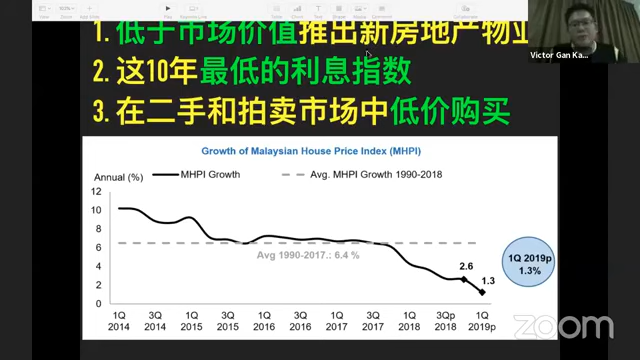 1. 低于市场价值推出新房地产物业
Victor Gan Ka...
2. 这10年最低的利息指数
3. 在二手和拍卖市场中低价购买
Growth of Malaysian House Price Index (MHPI)
Annual (%)
MHPI Growth
Avg. MHPI Growth 1990-2018
12
10
8
6
4
2
0
Avg 1990-2017.: 6.4 %
2.6
1.3
1Q 2019p
1.3%
1Q 2014
3Q 2014
1Q 2015
3Q 2015
1Q 2016
3Q 2016
1Q 2017
3Q 2017
1Q 2018
3Qp 2018
1Q 2019p
zoom